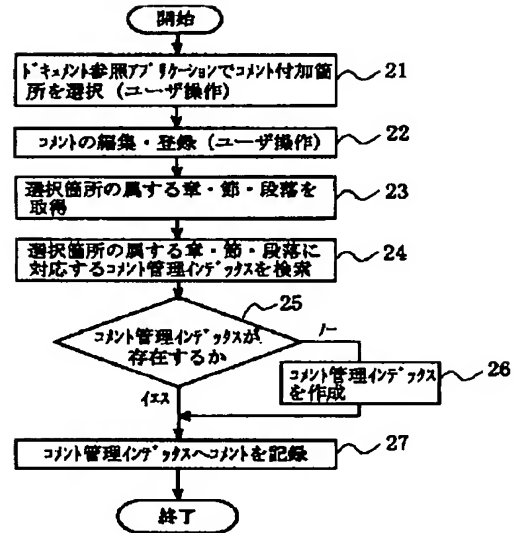 開始
ﾄﾞｷｭﾒﾝﾄ参照ｱﾌﾟﾘｹｰｼｮﾝでｺﾒﾝﾄ付加箇
所を選択 (ユーザ操作)
21
ｺﾒﾝﾄの編集・登録 (ユーザ操作)
22
選択箇所の属する章・節・段落を
取得
23
選択箇所の属する章・節・段落に
対応するｺﾒﾝﾄ管理ｲﾝﾃﾞｯｸｽを検索
24
25
ｺﾒﾝﾄ管理ｲﾝﾃﾞｯｸｽが
存在するか
ﾉｰ
ｲｴｽ
ｺﾒﾝﾄ管理ｲﾝﾃﾞｯｸｽ
を作成
26
ｺﾒﾝﾄ管理ｲﾝﾃﾞｯｸｽへｺﾒﾝﾄを記録
27
終了